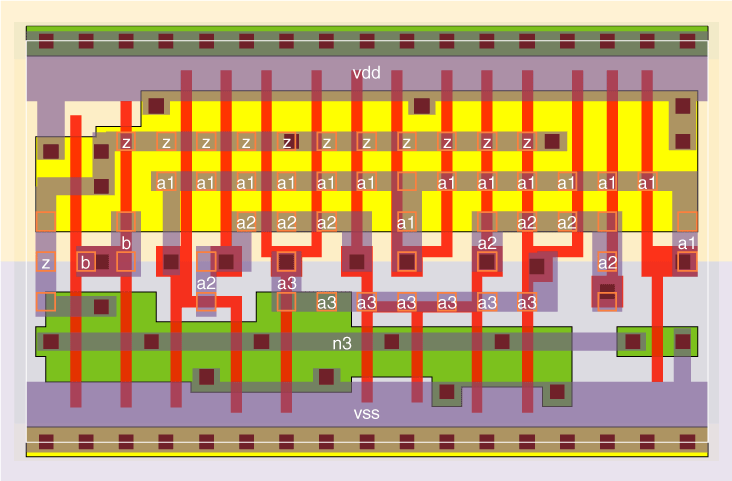 vdd
z z z z z z z z z z
a1 a1 a1 a1 a1 a1 a1 a1 a1 a1 a1 a1
b a2 a2 a2 a1 a2 a2 a2 a1
z b a2 a3 a2
a3 a3 a3 a3 a3 a3
n3
vss